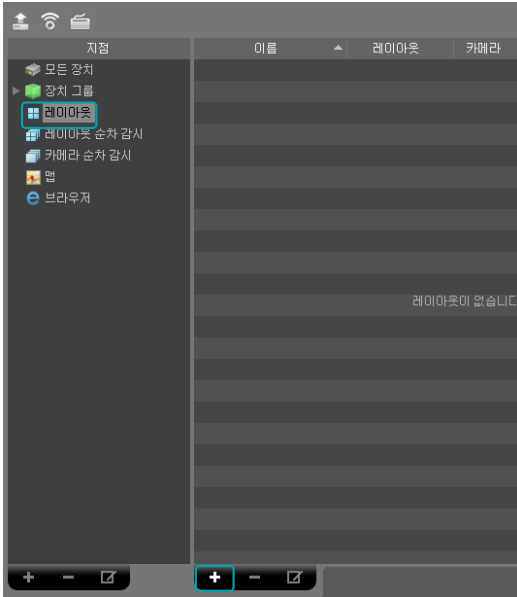 지점
이름 레이아웃 카메라
모든 장치
장치 그룹
레이아웃
레이아웃 순차 감시
카메라 순차 감시
맵
브라우저
레이아웃이 없습니다